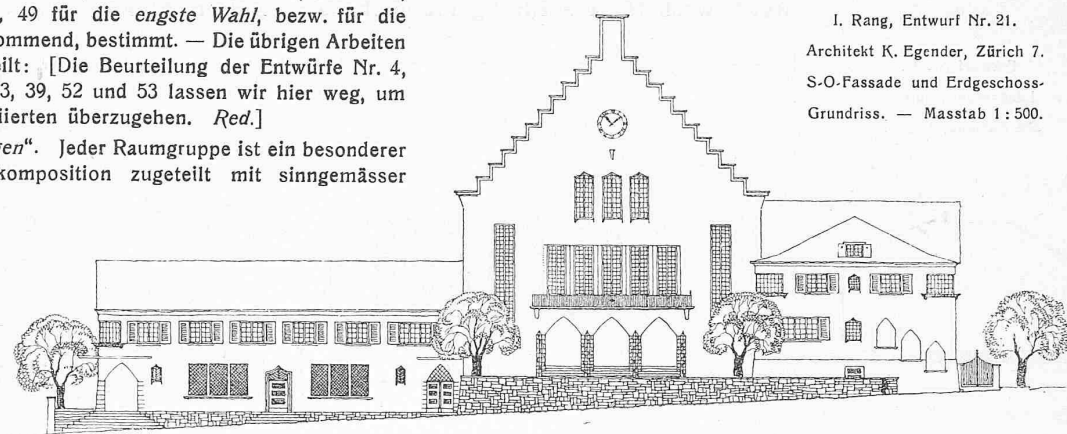 , 49 für die engste Wahl, bezw. für die
ommend, bestimmt. — Die übrigen Arbeiten
ilt: [Die Beurteilung der Entwürfe Nr. 4,
3, 39, 52 und 53 lassen wir hier weg, um
iierten überzugehen. Red.]
en“. Jeder Raumgruppe ist ein besonderer
komposition zugeteilt mit sinngemässer
I. Rang, Entwurf Nr. 21.
Architekt K. Egender, Zürich 7.
S-O-Fassade und Erdgeschoss-
Grundriss. — Masstab 1 : 500.